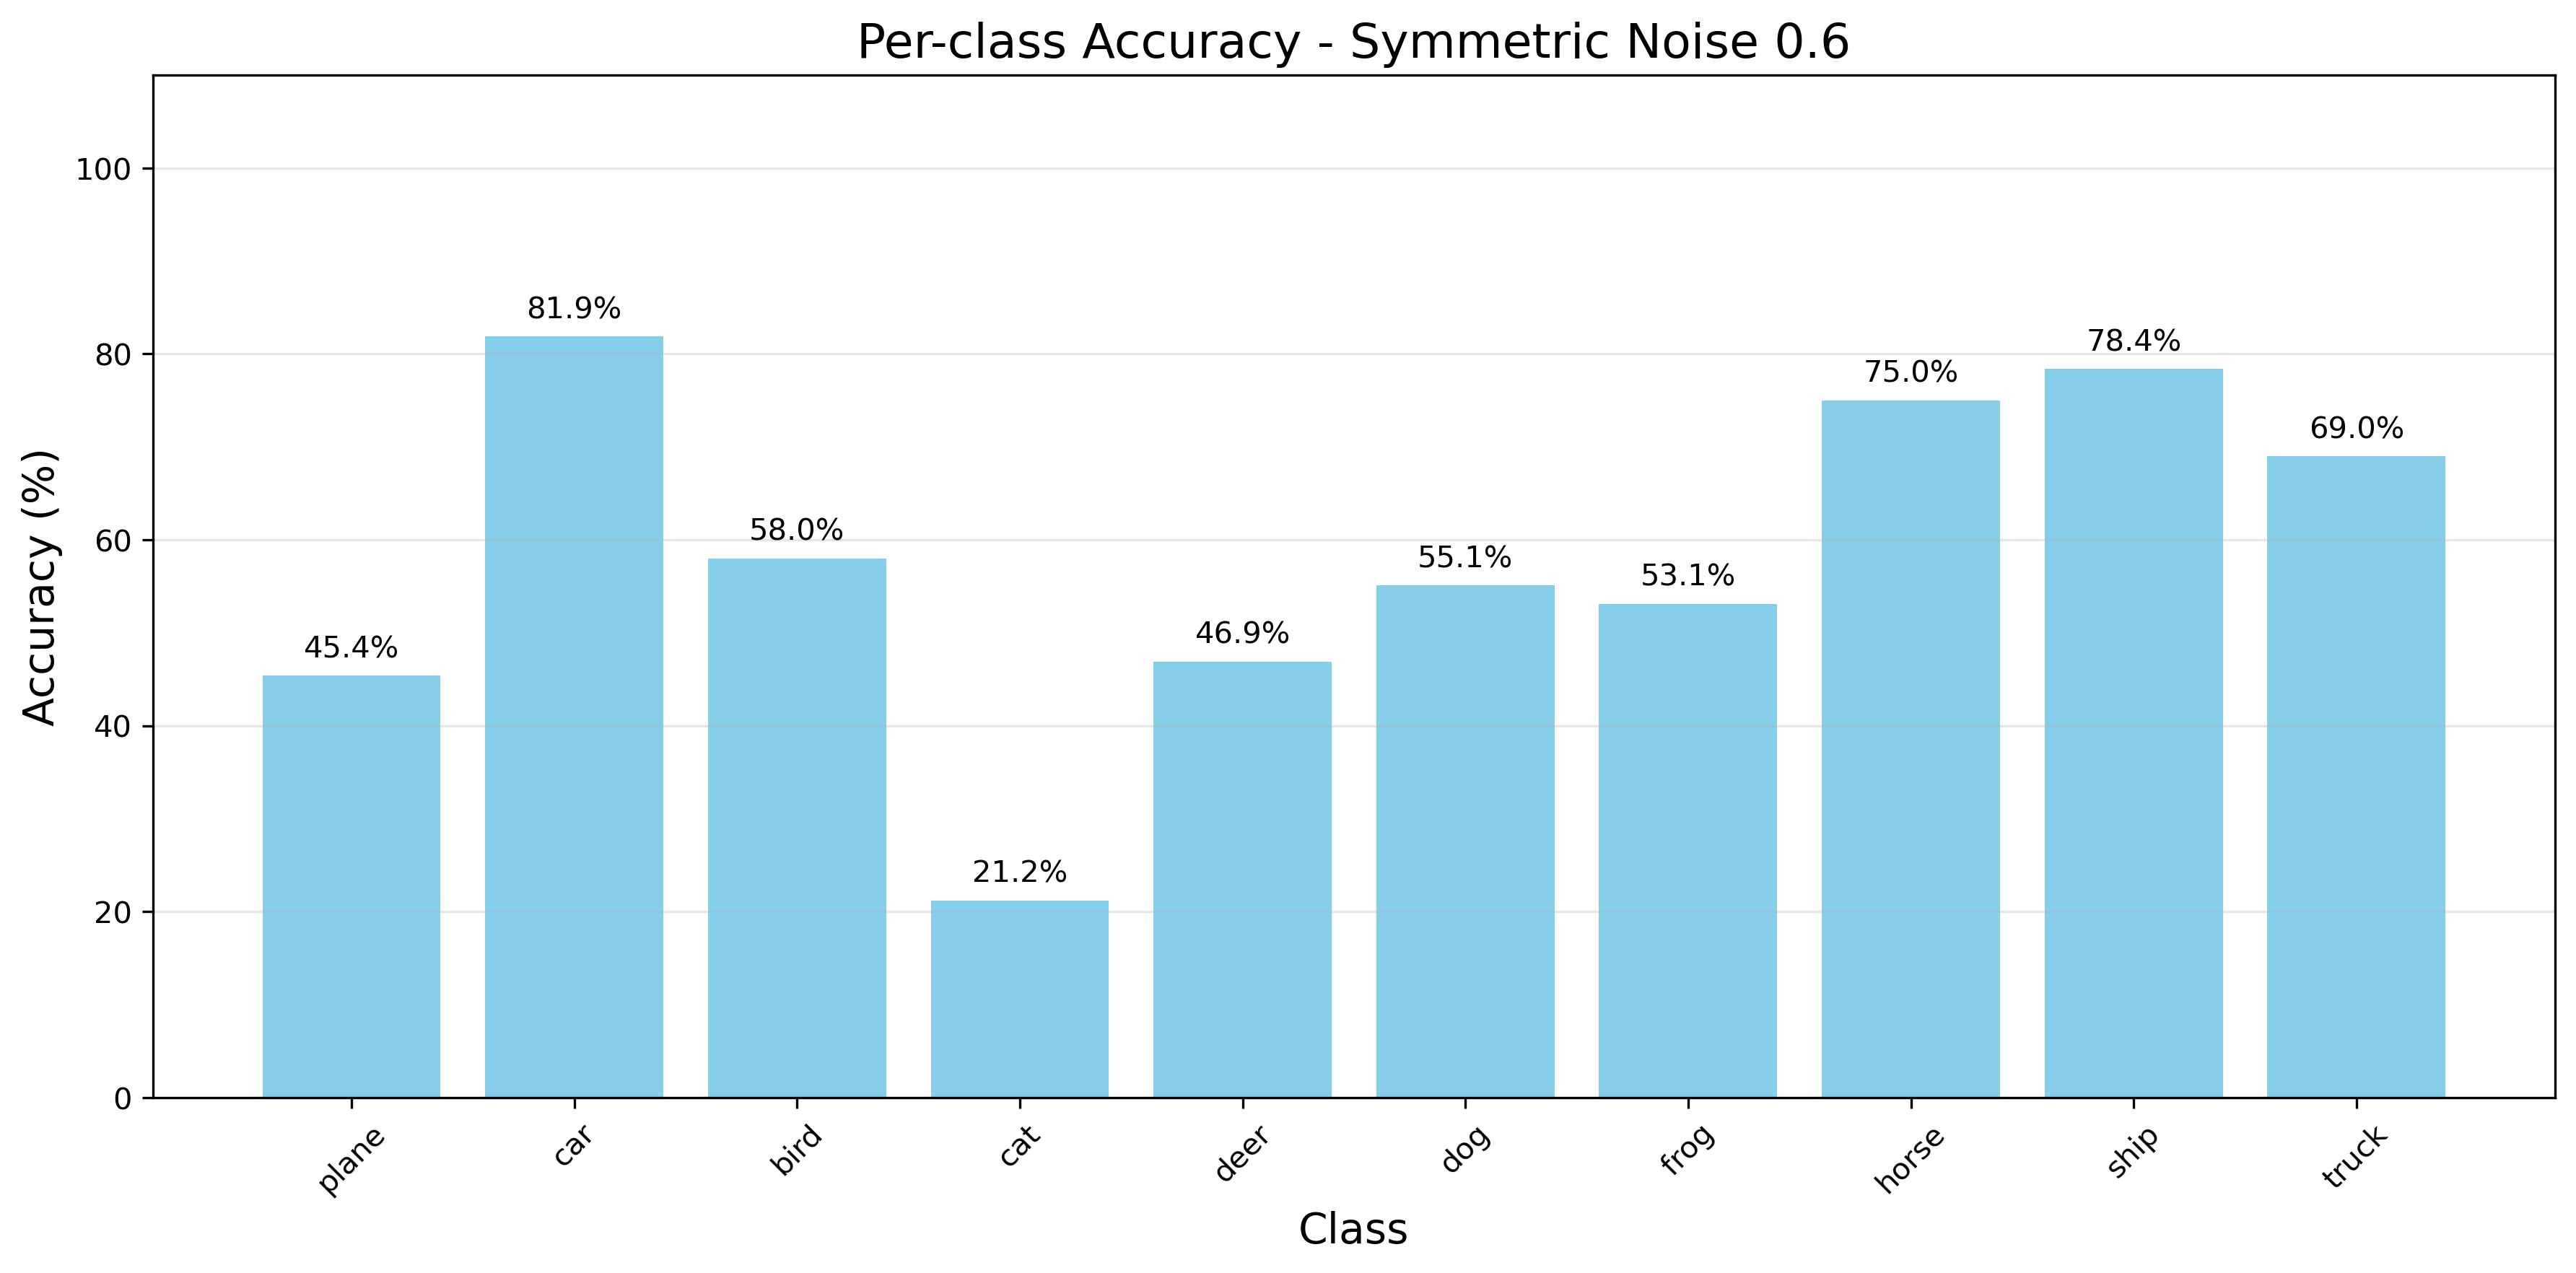 Per-class Accuracy - Symmetric Noise 0.6
Accuracy (%)
100
80
60
40
20
0
45.4%
81.9%
58.0%
21.2%
46.9%
55.1%
53.1%
75.0%
78.4%
69.0%
plane
car
bird
cat
deer
dog
frog
horse
ship
truck
Class